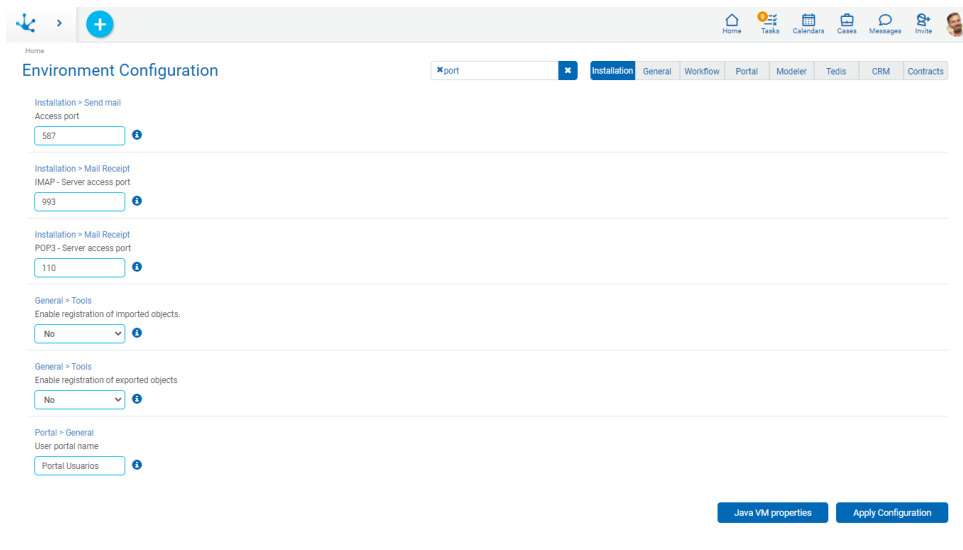 9
Home
Tasks
Calendars
Cases
Messages
Invite
Home
Environment Configuration
port
Installation
General
Workflow
Portal
Modeler
Tedis
CRM
Contracts
Installation > Send mail
Access port
587
Installation > Mail Receipt
IMAP - Server access port
993
Installation > Mail Receipt
POP3 - Server access port
110
General > Tools
Enable registration of imported objects.
No
General > Tools
Enable registration of exported objects
No
Portal > General
User portal name
Portal Usuarios
Java VM properties
Apply Configuration